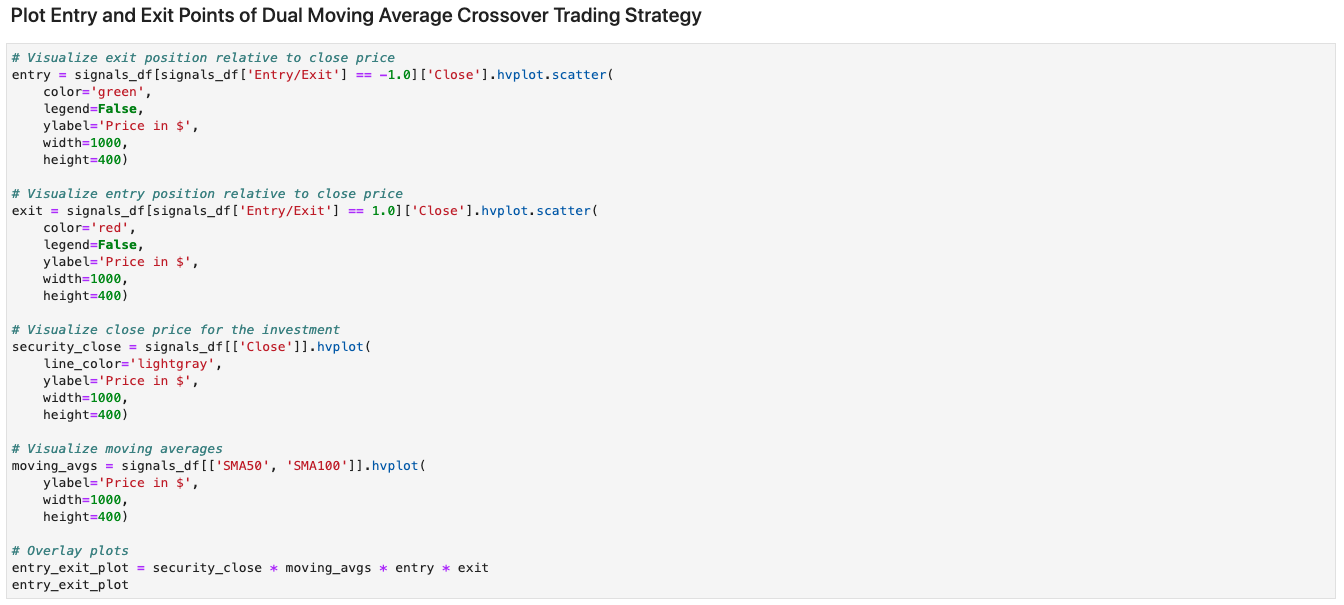 Plot Entry and Exit Points of Dual Moving Average Crossover Trading Strategy
# Visualize exit position relative to close price
entry = signals_df[signals_df['Entry/Exit'] == -1.0]['Close'].hvplot.scatter(
    color='green',
    legend=False,
    ylabel='Price in $',
    width=1000,
    height=400)

# Visualize entry position relative to close price
exit = signals_df[signals_df['Entry/Exit'] == 1.0]['Close'].hvplot.scatter(
    color='red',
    legend=False,
    ylabel='Price in $',
    width=1000,
    height=400)

# Visualize close price for the investment
security_close = signals_df[['Close']].hvplot(
    line_color='lightgray',
    ylabel='Price in $',
    width=1000,
    height=400)

# Visualize moving averages
moving_avgs = signals_df[['SMA50', 'SMA100']].hvplot(
    ylabel='Price in $',
    width=1000,
    height=400)

# Overlay plots
entry_exit_plot = security_close * moving_avgs * entry * exit
entry_exit_plot